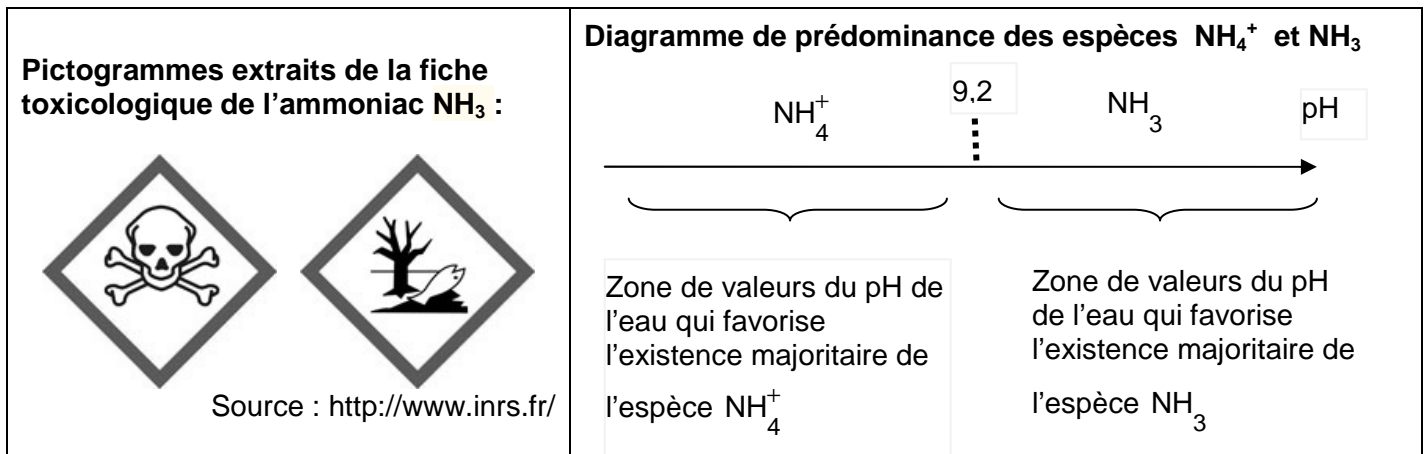 Pictogrammes extraits de la fiche
toxicologique de l'ammoniac NH₃ :
Source : http://www.inrs.fr/
Diagramme de prédominance des espèces NH₄⁺ et NH₃
NH₄⁺
9,2
NH₃
pH
Zone de valeurs du pH de
l'eau qui favorise
l'existence majoritaire de
l'espèce NH₄⁺
Zone de valeurs du pH
de l'eau qui favorise
l'existence majoritaire de
l'espèce NH₃